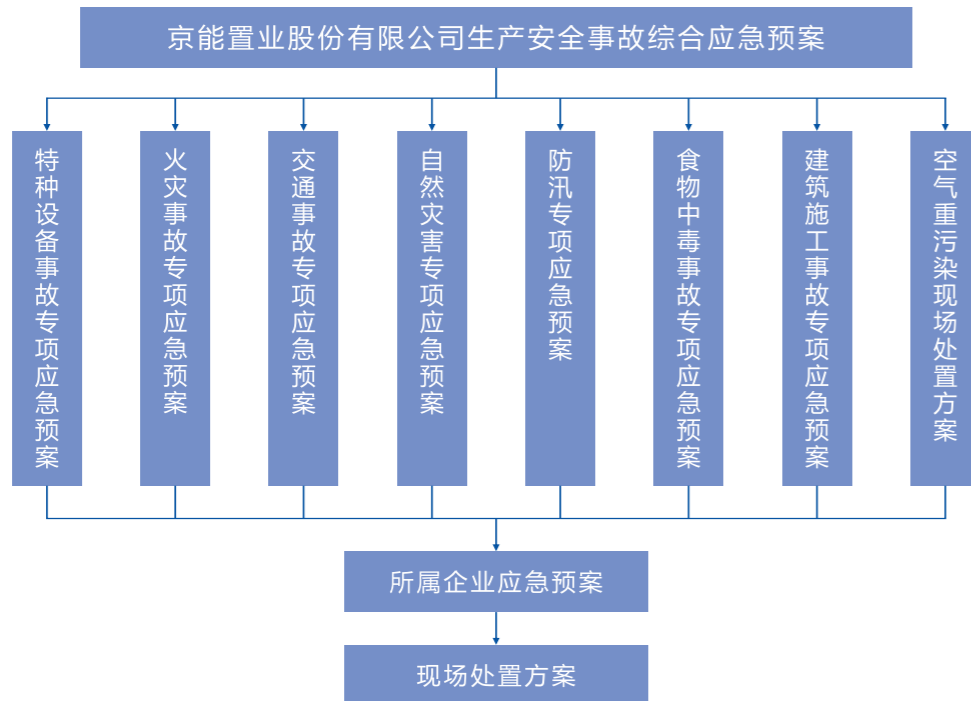 京能置业股份有限公司生产安全事故综合应急预案
特种设备事故专项应急预案
火灾事故专项应急预案
交通事故专项应急预案
自然灾害专项应急预案
防汛专项应急预案
食物中毒事故专项应急预案
建筑施工事故专项应急预案
空气重污染现场处置方案
所属企业应急预案
现场处置方案